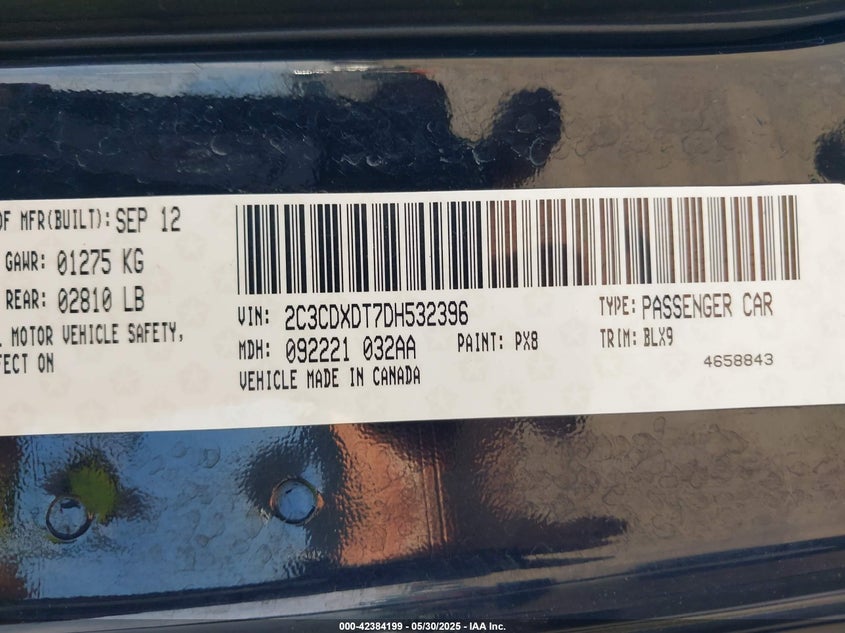 OF MFR(BUILT): SEP 12
GAWR: 01275 KG
REAR: 02810 LB
MOTOR VEHICLE SAFETY,
ON
VIN: 2C3CDXDT7DH532396
TYPE: PASSENGER CAR
MDH: 092221 032AA PAINT: PX8 TRIM: BLX9
VEHICLE MADE IN CANADA
4658843
000-42384199 - 05/30/2025 - IAA Inc.